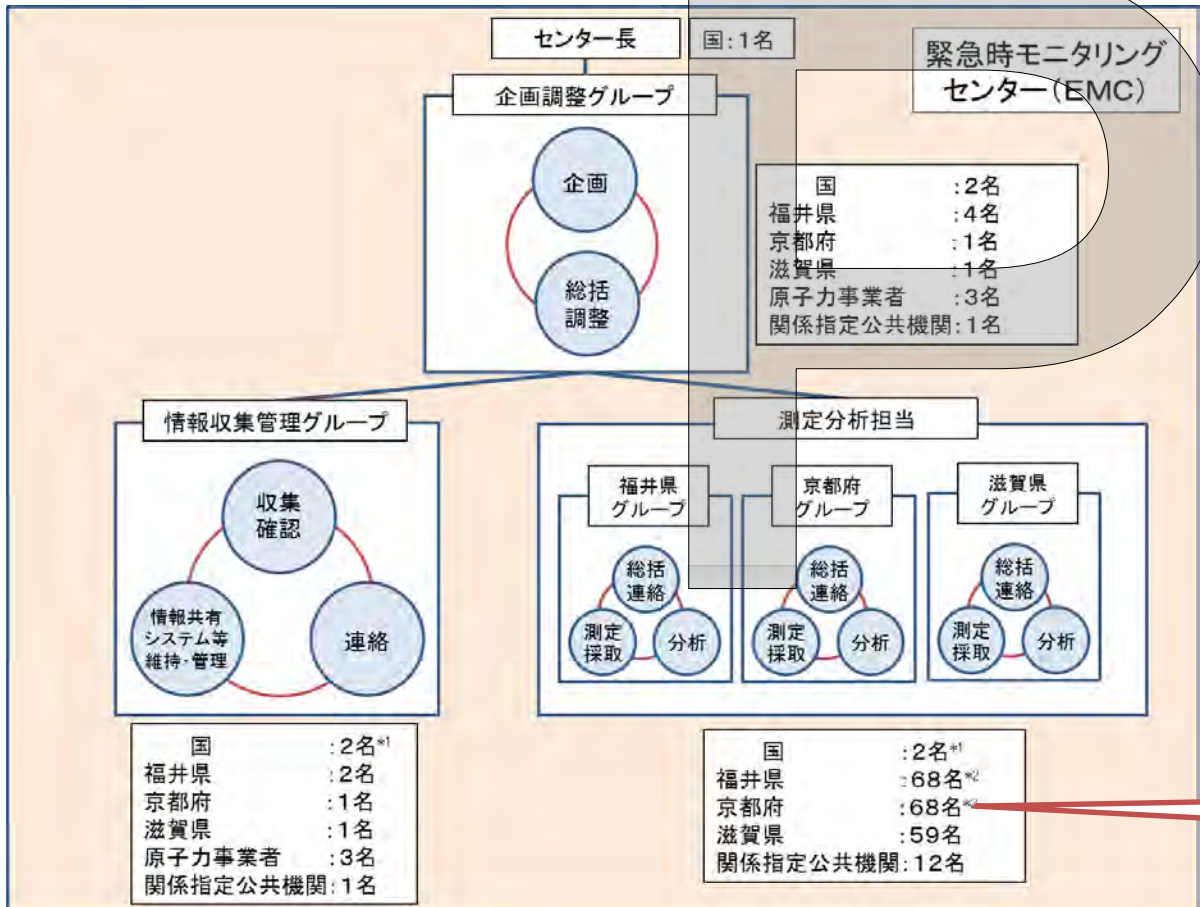 センター長
国:1名
緊急時モニタリング
センター(EMC)
企画調整グループ
企画
総括
調整
国 :2名
福井県 :4名
京都府 :1名
滋賀県 :1名
原子力事業者 :3名
関係指定公共機関:1名
情報収集管理グループ
収集
確認
情報共有
システム等
維持・管理
連絡
国 :2名*1
福井県 :2名
京都府 :1名
滋賀県 :1名
原子力事業者 :3名
関係指定公共機関:1名
測定分析担当
福井県
グループ
総括
連絡
測定
採取
分析
京都府
グループ
総括
連絡
測定
採取
分析
滋賀県
グループ
総括
連絡
測定
採取
分析
国 :2名*1
福井県 :68名*2
京都府 :68名
滋賀県 :59名
関係指定公共機関:12名